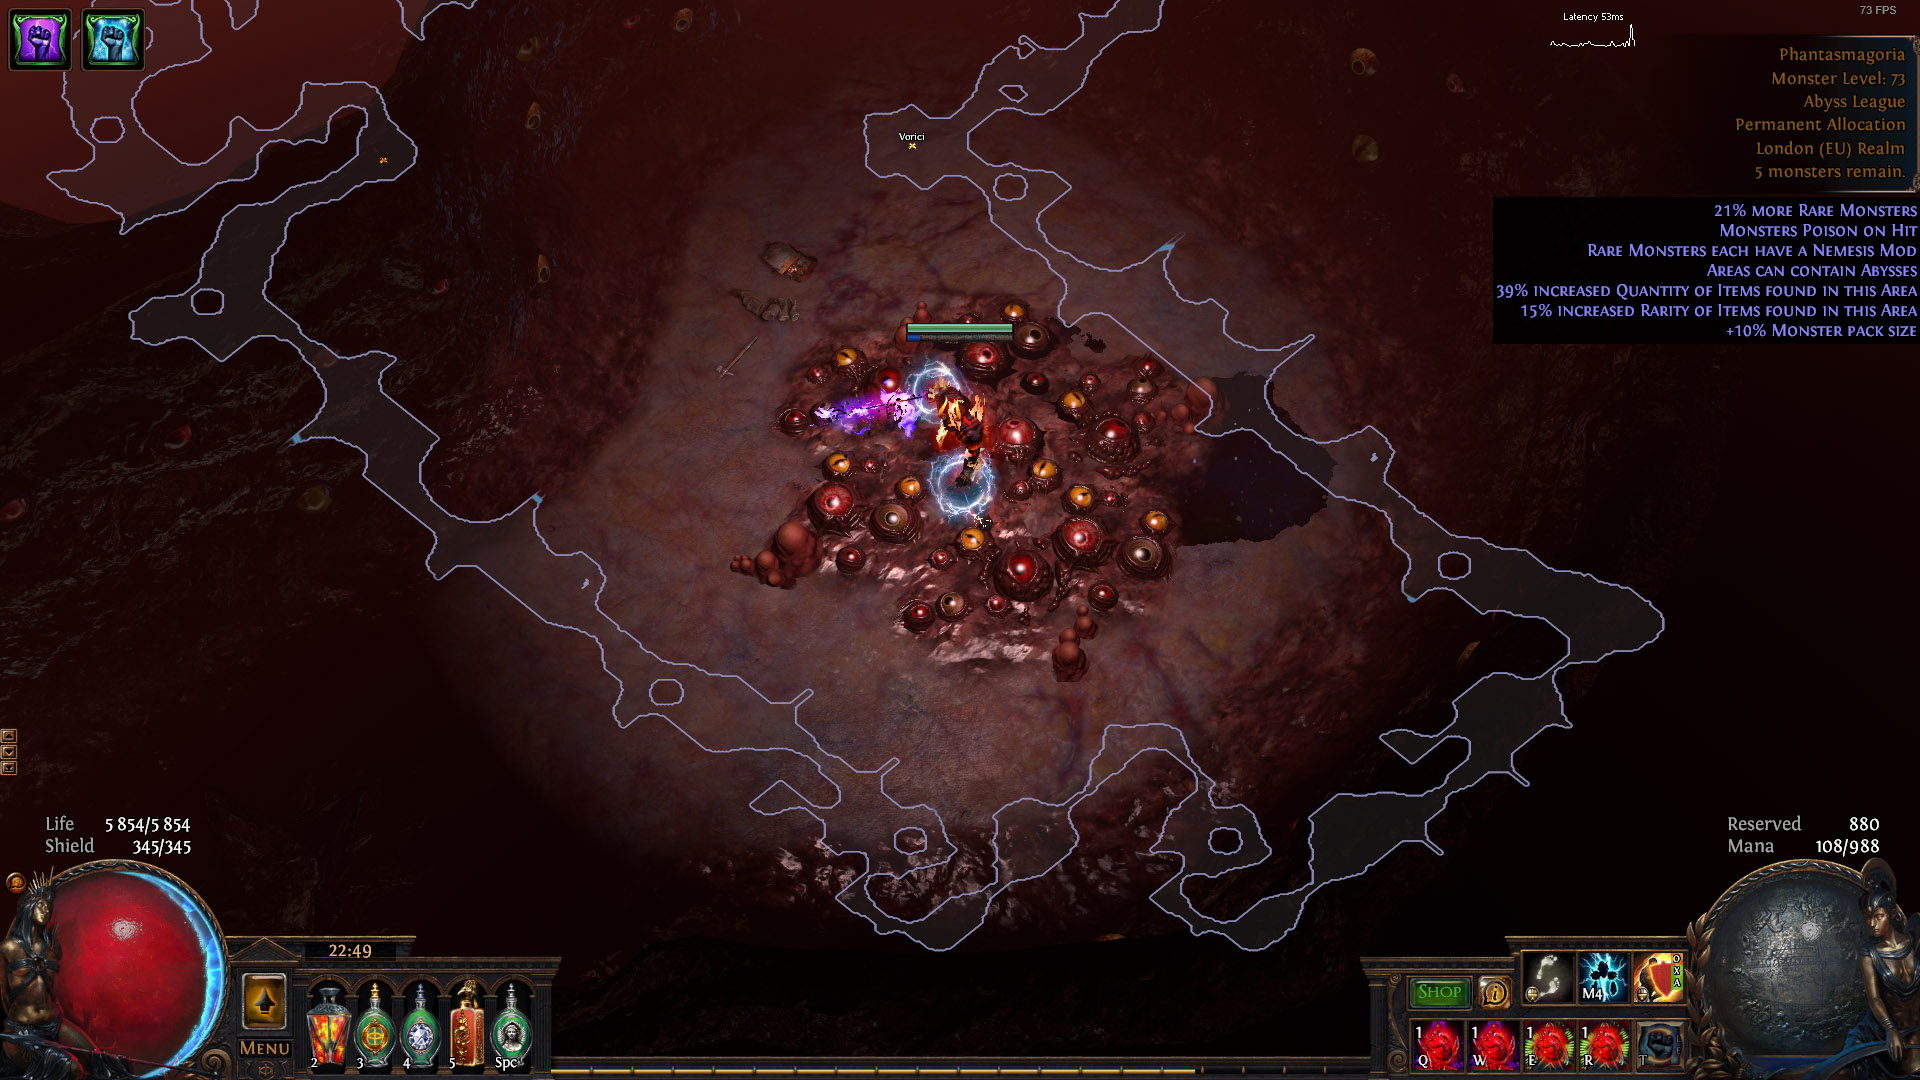 Latency 53ms
73 FPS
Phantasmagoria
Monster Level: 73
Abyss League
Permanent Allocation
London (EU) Realm
5 monsters remain.
21% more Rare Monsters
Monsters Poison on Hit
Rare Monsters each have a Nemesis Mod
Areas can contain Abysses
39% increased Quantity of Items found in this Area
15% increased Rarity of Items found in this Area
+10% Monster pack size
Vorici
Life 5 854/5 854
Shield 345/345
Reserved 880
Mana 108/988
22:49
Menu
2 3 4 5 Spc
Shop
M4
O
X
A
1 1 1 1
Q W E R T